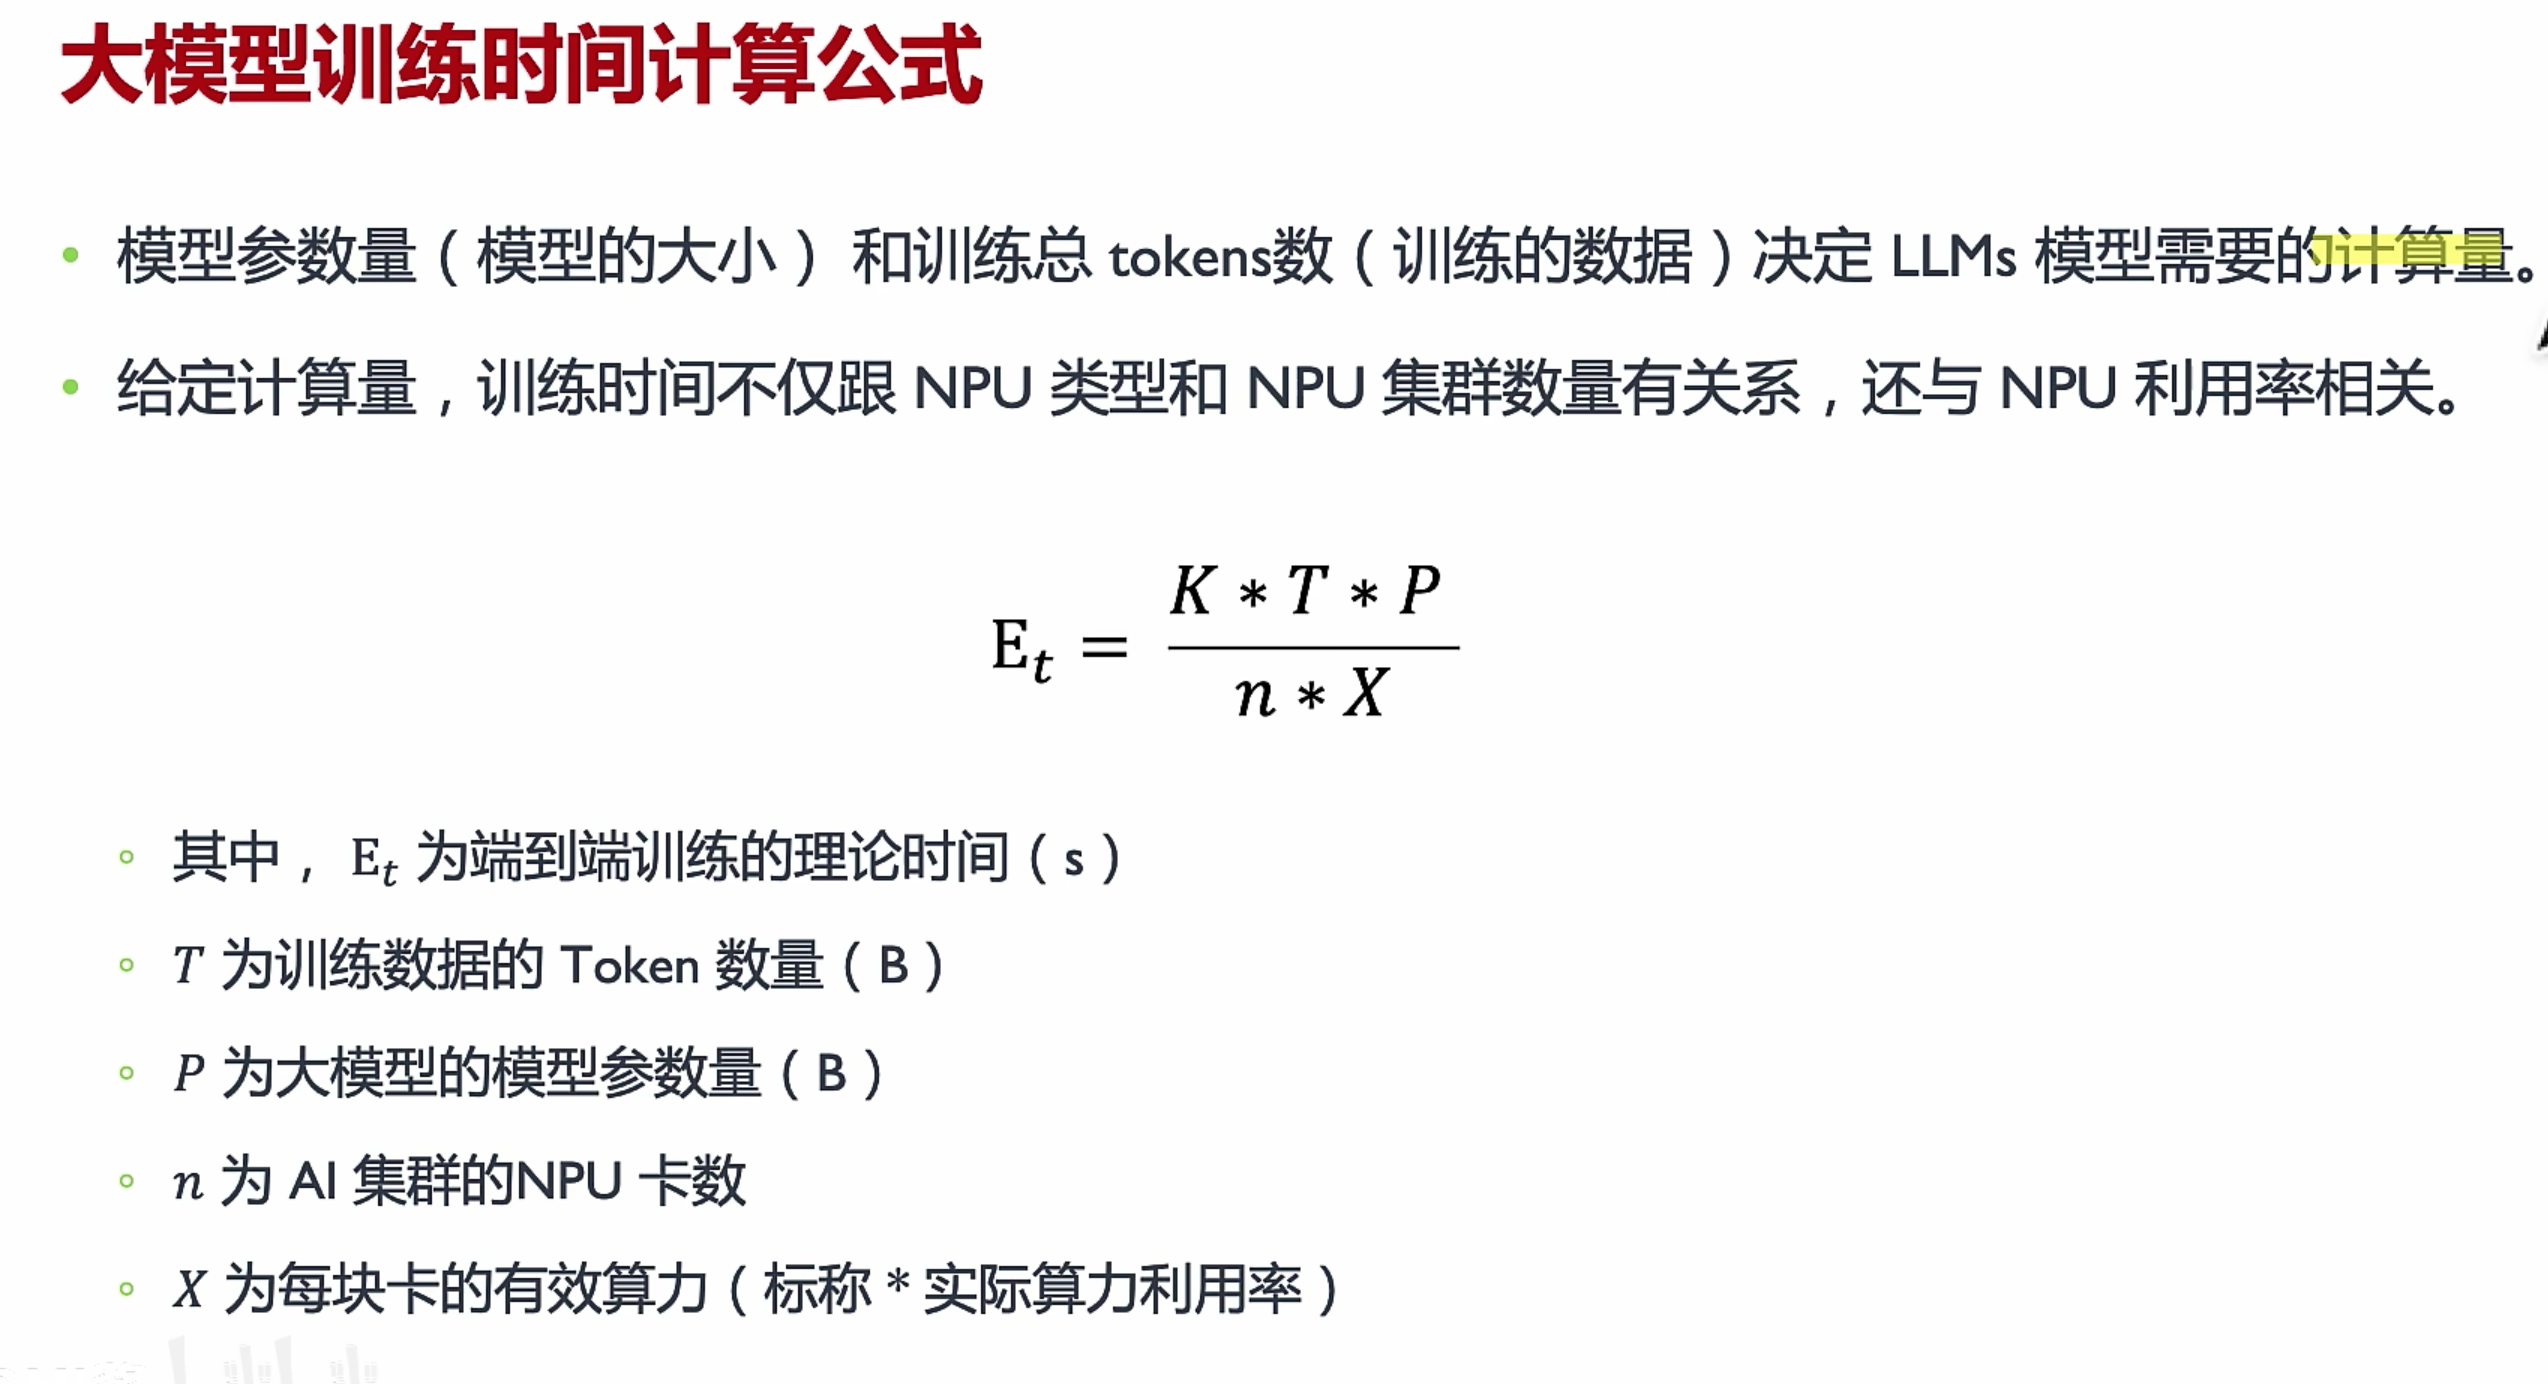 大模型训练时间计算公式
模型参数量（模型的大小） 和训练总 tokens数（训练的数据）决定 LLMs 模型需要的计算量。
给定计算量，训练时间不仅跟 NPU 类型和 NPU 集群数量有关系，还与 NPU 利用率相关。
E_t = \frac{K * T * P}{n * X}
其中， E_t 为端到端训练的理论时间（s）
T 为训练数据的 Token 数量（B）
P 为大模型的模型参数量（B）
n 为 AI 集群的NPU 卡数
X 为每块卡的有效算力（标称 * 实际算力利用率）